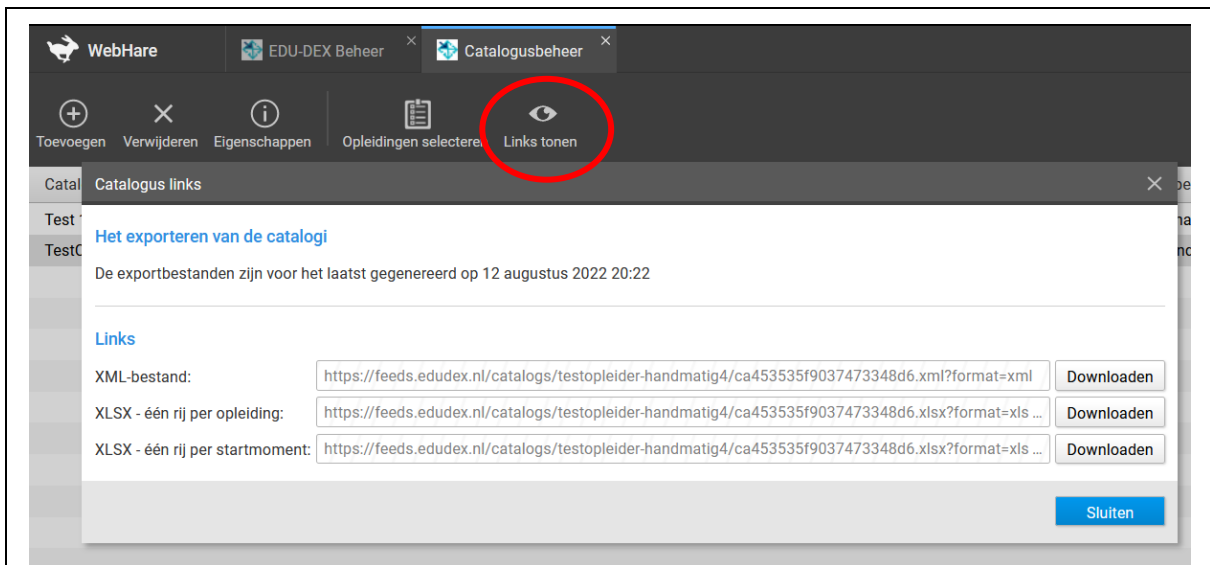 WebHare EDU-DEX Beheer Catalogusbeheer
Toevoegen Verwijderen Eigenschappen Opleidingen selecteren Links tonen
Catal Catalogus links
Test
Het exporteren van de catalogi
TestC
De exportbestanden zijn voor het laatst gegenereerd op 12 augustus 2022 20:22
Links
XML-bestand: https://feeds.edudex.nl/catalogs/testopleider-handmatig4/ca453535f9037473348d6.xml?format=xml Downloaden
XLSX - één rij per opleiding: https://feeds.edudex.nl/catalogs/testopleider-handmatig4/ca453535f9037473348d6.xlsx?format=xls ... Downloaden
XLSX - één rij per startmoment: https://feeds.edudex.nl/catalogs/testopleider-handmatig4/ca453535f9037473348d6.xlsx?format=xls ... Downloaden
Sluiten